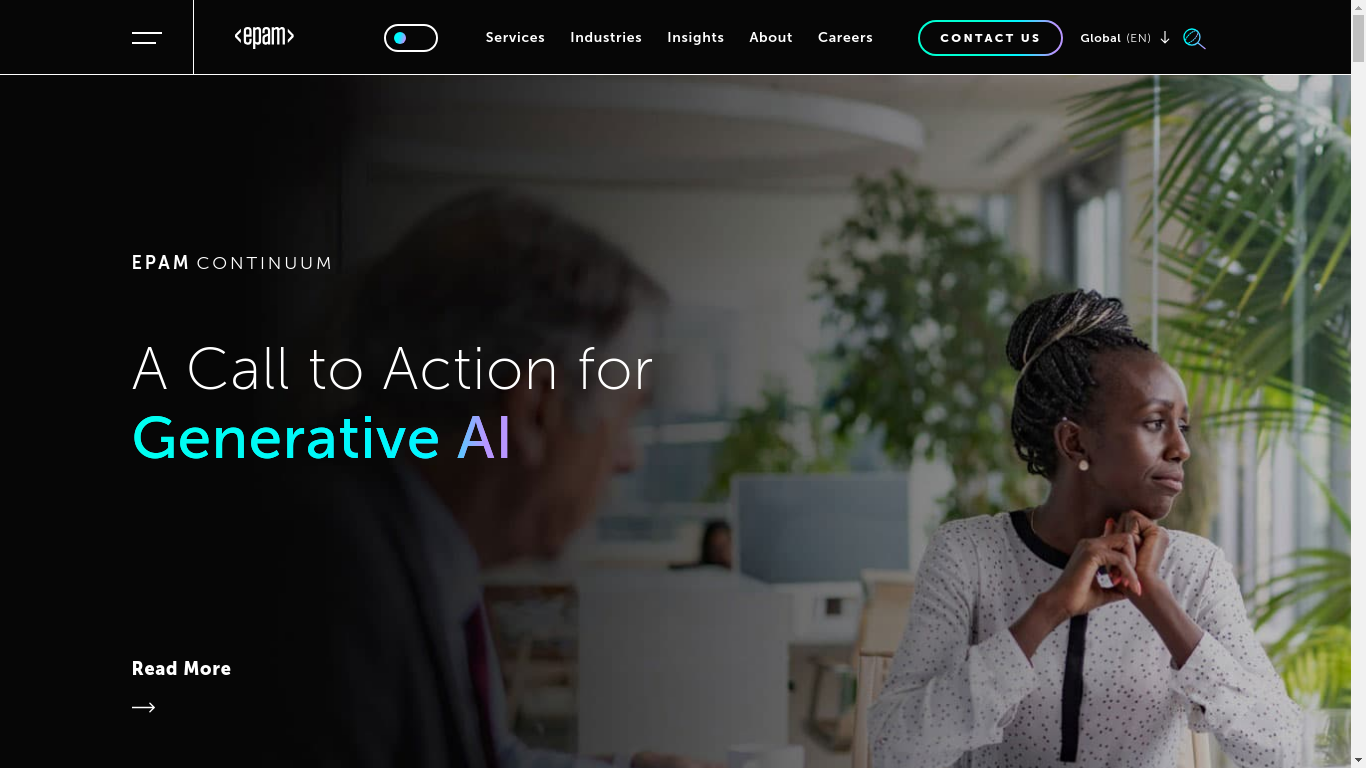 <epam>
Services
Industries
Insights
About
Careers
CONTACT US
Global (EN)
EPAM CONTINUUM
A Call to Action for
Generative AI
Read More